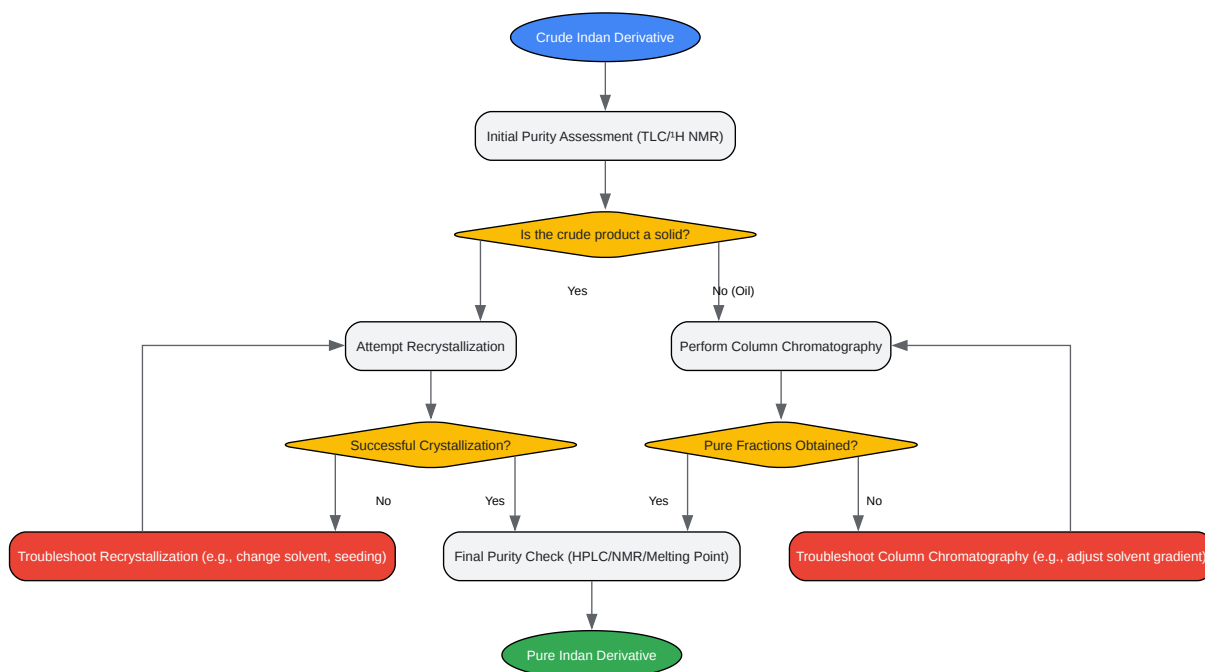 Crude Indan Derivative
Initial Purity Assessment (TLC/¹H NMR)
Is the crude product a solid?
Yes
No (Oil)
Attempt Recrystallization
Perform Column Chromatography
Successful Crystallization?
Pure Fractions Obtained?
No
Yes
Yes
No
Troubleshoot Recrystallization (e.g., change solvent, seeding)
Final Purity Check (HPLC/NMR/Melting Point)
Troubleshoot Column Chromatography (e.g., adjust solvent gradient)
Pure Indan Derivative